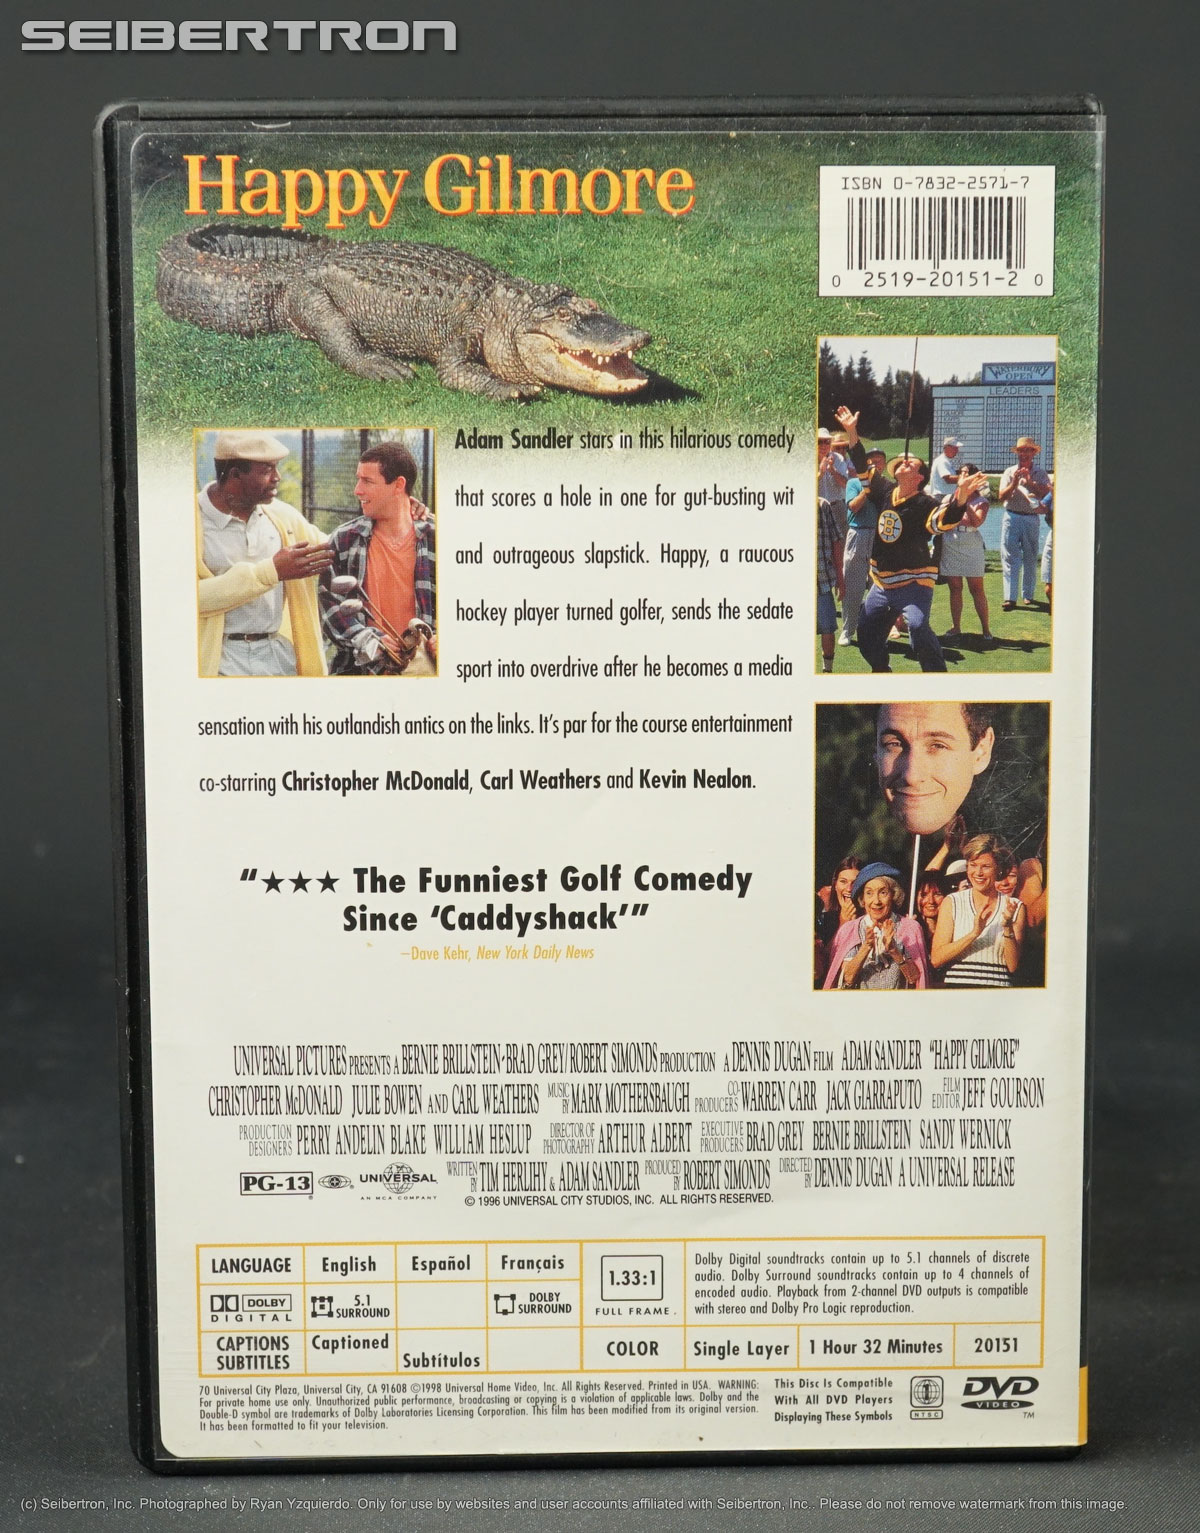 SEIBERTRON
Happy Gilmore
ISBN 0-7832-2571-7
0 2519-20151-2 0
WATERBURY
OPEN
LEADERS
Adam Sandler stars in this hilarious comedy
that scores a hole in one for gut-busting wit
and outrageous slapstick. Happy, a raucous
hockey player turned golfer, sends the sedate
sport into overdrive after he becomes a media
sensation with his outlandish antics on the links. It's par for the course entertainment
co-starring Christopher McDonald, Carl Weathers and Kevin Nealon.
"★★★ The Funniest Golf Comedy
Since 'Caddyshack'"
–Dave Kehr, New York Daily News
UNIVERSAL PICTURES PRESENTS A BERNIE BRILLSTEIN-BRAD GREY/ROBERT SIMONDS PRODUCTION A DENNIS DUGAN FILM ADAM SANDLER "HAPPY GILMORE"
CHRISTOPHER McDONALD JULIE BOWEN AND CARL WEATHERS MUSIC BY MARK MOTHERSBAUGH CO-PRODUCERS WARREN CARR JACK GIARRAPUTO FILM EDITOR JEFF GOURSON
PRODUCTION DESIGNERS PERRY ANDELIN BLAKE WILLIAM HESLUP DIRECTOR OF PHOTOGRAPHY ARTHUR ALBERT EXECUTIVE PRODUCERS BRAD GREY BERNIE BRILLSTEIN SANDY WERNICK
PG-13 UNIVERSAL AN MCA COMPANY WRITTEN BY TIM HERLIHY & ADAM SANDLER PRODUCED BY ROBERT SIMONDS DIRECTED BY DENNIS DUGAN A UNIVERSAL RELEASE
© 1996 UNIVERSAL CITY STUDIOS, INC. ALL RIGHTS RESERVED.
LANGUAGE English Español Français
DOLBY DIGITAL 5.1 SURROUND DOLBY SURROUND
CAPTIONS SUBTITLES Captioned Subtítulos
1.33:1
FULL FRAME.
COLOR
Dolby Digital soundtracks contain up to 5.1 channels of discrete
audio. Dolby Surround soundtracks contain up to 4 channels of
encoded audio. Playback from 2-channel DVD outputs is compatible
with stereo and Dolby Pro Logic reproduction.
Single Layer 1 Hour 32 Minutes 20151
70 Universal City Plaza, Universal City, CA 91608 ©1998 Universal Home Video, Inc. All Rights Reserved. Printed in USA. WARNING:
For private home use only. Unauthorized public performance, broadcasting or copying is a violation of applicable laws. Dolby and the
Double-D symbol are trademarks of Dolby Laboratories Licensing Corporation. This film has been modified from its original version.
It has been formatted to fit your television.
This Disc Is Compatible
With All DVD Players
Displaying These Symbols
1
NTSC
DVD
VIDEO
TM
(c) Seibertron, Inc. Photographed by Ryan Yzquierdo. Only for use by websites and user accounts affiliated with Seibertron, Inc.. Please do not remove watermark from this image.